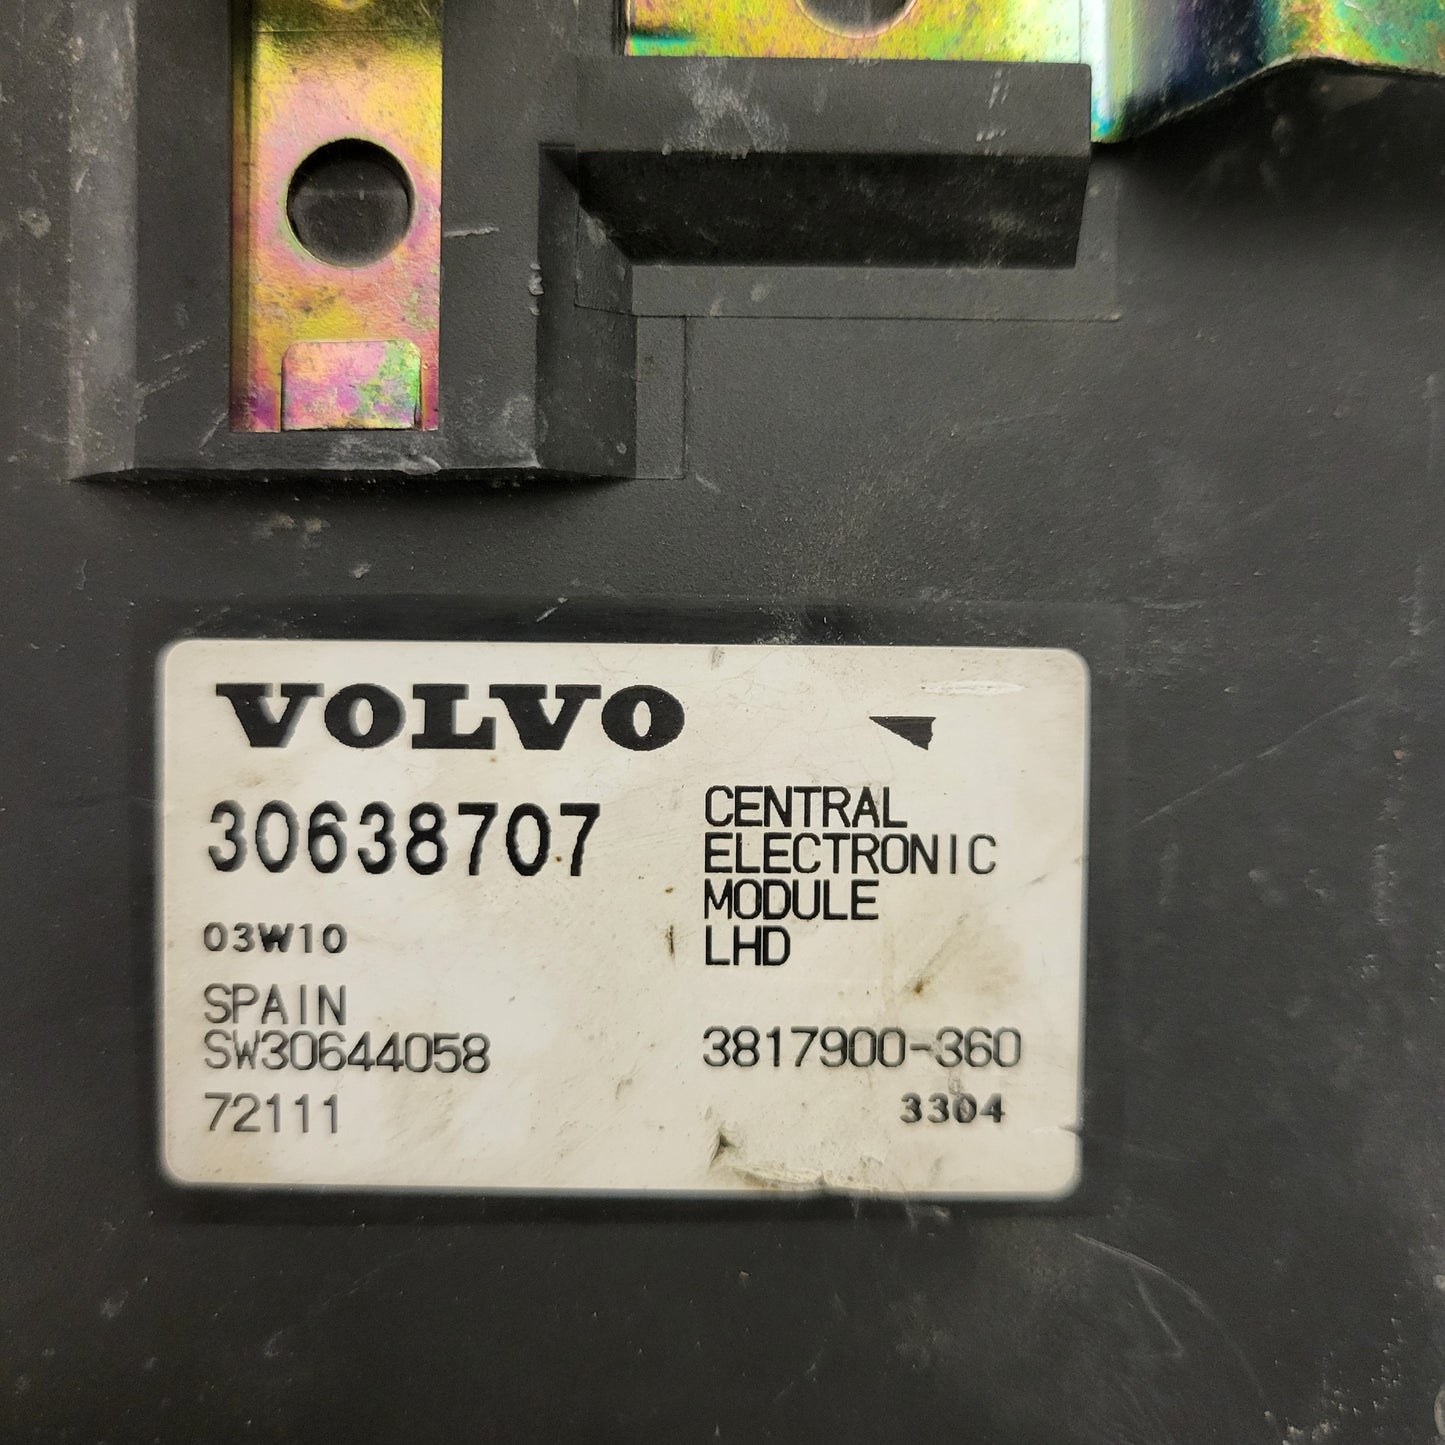 VOLVO
30638707
CENTRAL
ELECTRONIC
MODULE
LHD
03W10
SPAIN
SW30644058
3817900-360
72111
3304